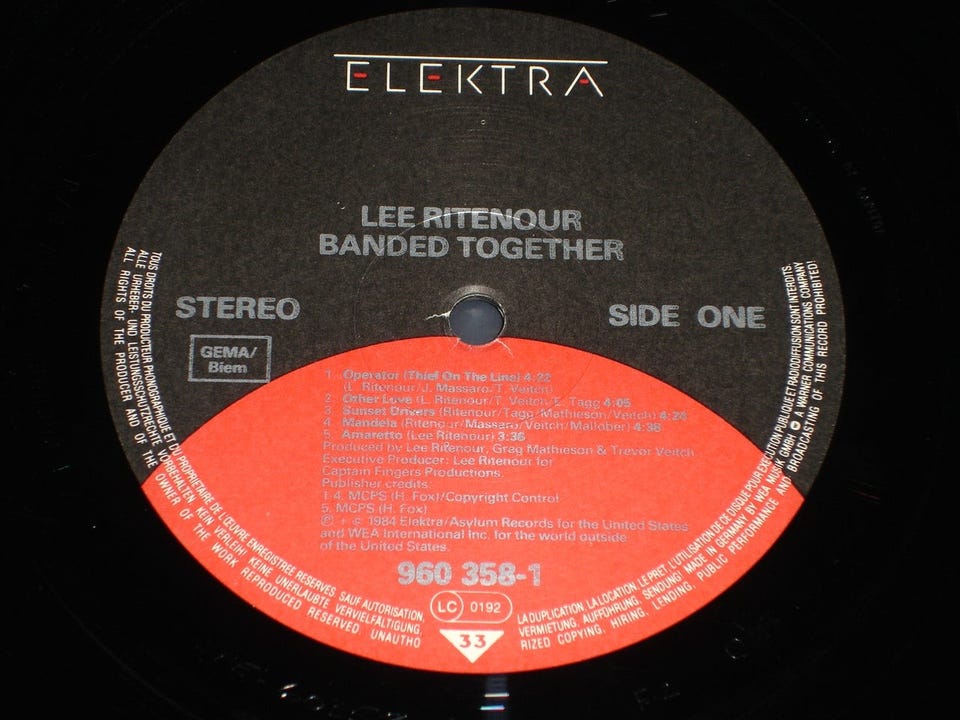 ELEKTRA
LEE RITENOUR
BANDED TOGETHER
STEREO
SIDE ONE
GEMA/
Biem
1. Operator (Thief On The Line) 4:22
(L. Ritenour/J. Massaro/T. Veitch)
2. Other Love (L. Ritenour/T. Veitch/E. Tagg) 4:05
3. Sunset Drivers (Ritenour/Tagg/Mathieson/Veitch) 4:24
4. Mandela (Ritenour/Massaro/Veitch/Mallober) 4:38
5. Amaretto (Lee Ritenour) 3:36
Produced by Lee Ritenour, Greg Mathieson & Trevor Veitch
Executive Producer: Lee Ritenour for
Captain Fingers Productions.
Publisher credits:
1-4. MCPS (H. Fox)/Copyright Control
5. MCPS (H. Fox)
℗ + © 1984 Elektra/Asylum Records for the United States
and WEA International Inc. for the world outside
of the United States.
960 358-1
LC 0192
33
TOUS DROITS DU PRODUCTEUR PHONOGRAPHIQUE ET DU PROPRIETAIRE DE L'ŒUVRE ENREGISTREE RESERVES. SAUF AUTORISATION,
LA DUPLICATION, LA LOCATION, LE PRET, L'UTILISATION DE CE DISQUE POUR EXECUTION PUBLIQUE ET RADIODIFFUSION SONT INTERDITS.
ALLE URHEBER- UND LEISTUNGSSCHUTZRECHTE VORBEHALTEN. KEIN VERLEIH! KEINE UNERLAUBTE VERVIELFÄLTIGUNG,
VERMIETUNG, AUFFÜHRUNG, SENDUNG! MADE IN GERMANY BY WEA MUSIK GMBH A WARNER COMMUNICATIONS COMPANY
ALL RIGHTS OF THE PRODUCER AND OF THE OWNER OF THE WORK REPRODUCED RESERVED. UNAUTHO
RIZED COPYING, HIRING, LENDING, PUBLIC PERFORMANCE AND BROADCASTING OF THIS RECORD PROHIBITED!